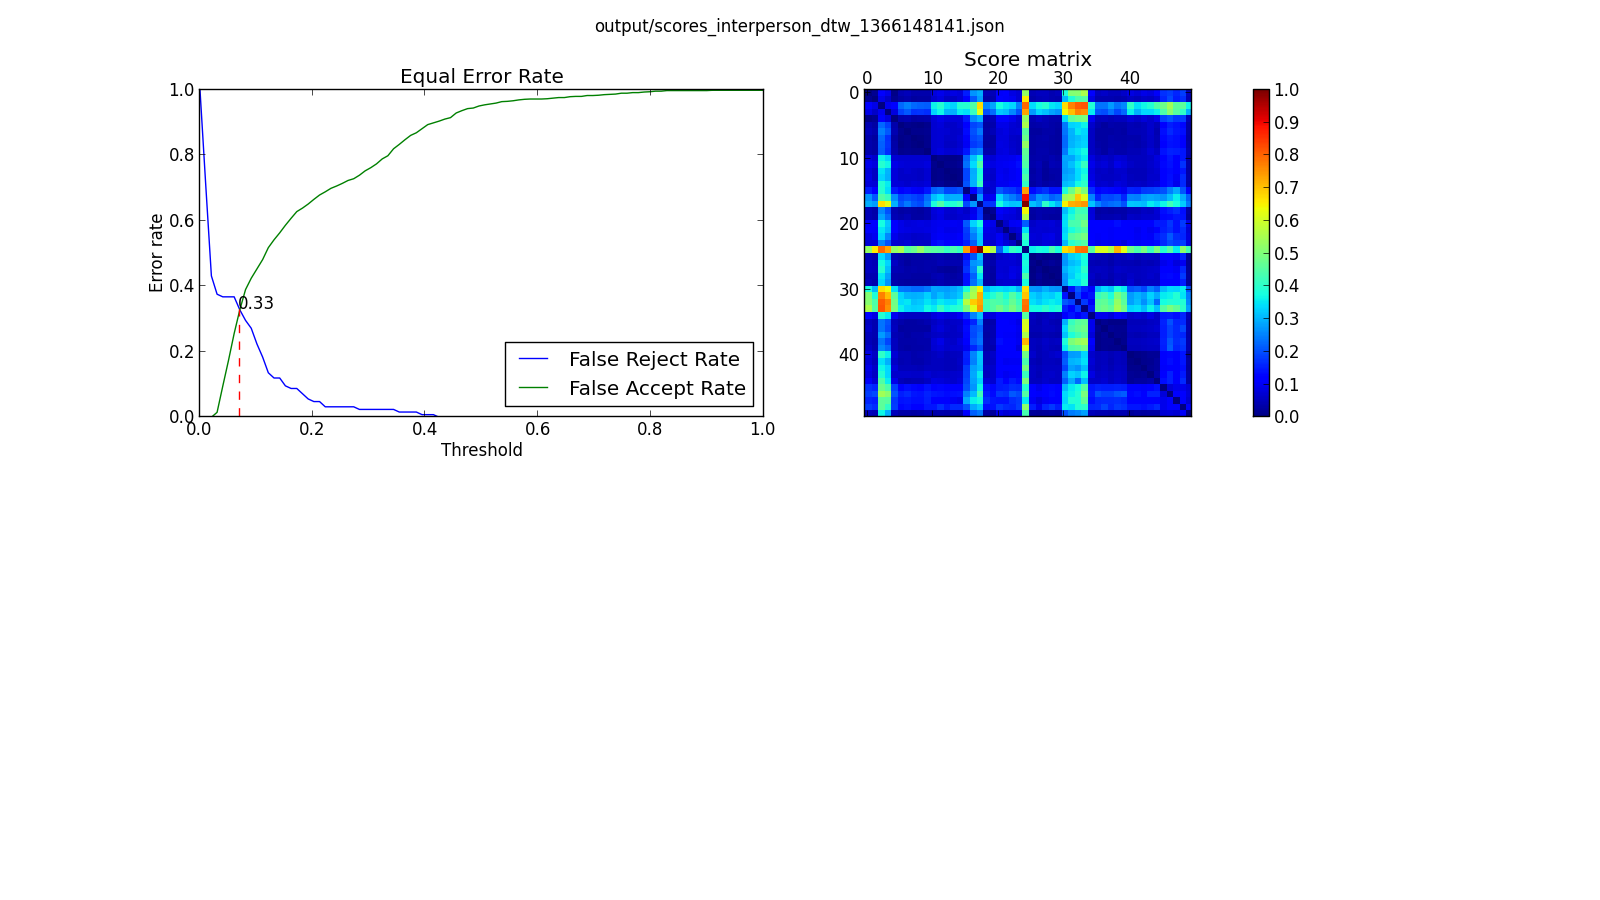 output/scores_interperson_dtw_1366148141.json
Equal Error Rate
1.0
0.8
0.6
0.4
0.2
0.0
Error rate
0.33
False Reject Rate
False Accept Rate
0.0 0.2 0.4 0.6 0.8 1.0
Threshold
Score matrix
0 10 20 30 40
0
10
20
30
40
1.0
0.9
0.8
0.7
0.6
0.5
0.4
0.3
0.2
0.1
0.0